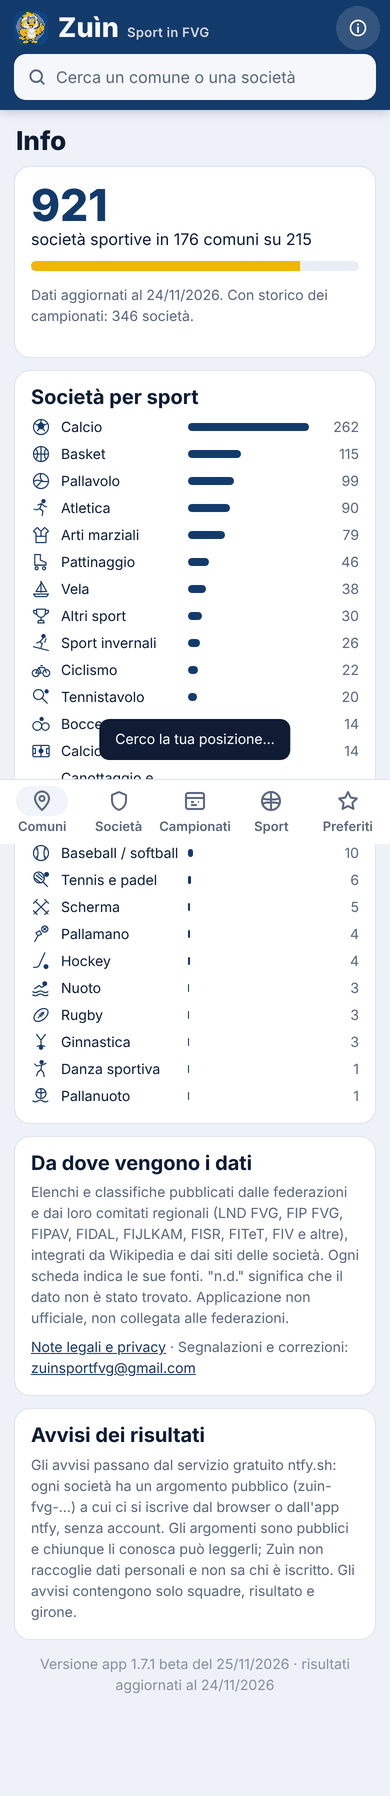 Zuìn Sport in FVG
Cerca un comune o una società
Info
921
società sportive in 176 comuni su 215
Dati aggiornati al 24/11/2026. Con storico dei
campionati: 346 società.
Società per sport
Calcio 262
Basket 115
Pallavolo 99
Atletica 90
Arti marziali 79
Pattinaggio 46
Vela 38
Altri sport 30
Sport invernali 26
Ciclismo 22
Tennistavolo 20
Bocce 14
Cerco la tua posizione...
Calcio 14
Canottaggio e
Comuni Società Campionati Sport Preferiti
Baseball / softball 10
Tennis e padel 6
Scherma 5
Pallamano 4
Hockey 4
Nuoto 3
Rugby 3
Ginnastica 3
Danza sportiva 1
Pallanuoto 1
Da dove vengono i dati
Elenchi e classifiche pubblicati dalle federazioni
e dai loro comitati regionali (LND FVG, FIP FVG,
FIPAV, FIDAL, FIJLKAM, FISR, FITeT, FIV e altre),
integrati da Wikipedia e dai siti delle società. Ogni
scheda indica le sue fonti. "n.d." significa che il
dato non è stato trovato. Applicazione non
ufficiale, non collegata alle federazioni.
Note legali e privacy · Segnalazioni e correzioni:
zuinsportfvg@gmail.com
Avvisi dei risultati
Gli avvisi passano dal servizio gratuito ntfy.sh:
ogni società ha un argomento pubblico (zuin-
fvg-...) a cui ci si iscrive dal browser o dall'app
ntfy, senza account. Gli argomenti sono pubblici
e chiunque li conosca può leggerli; Zuìn non
raccoglie dati personali e non sa chi è iscritto. Gli
avvisi contengono solo squadre, risultato e
girone.
Versione app 1.7.1 beta del 25/11/2026 · risultati
aggiornati al 24/11/2026